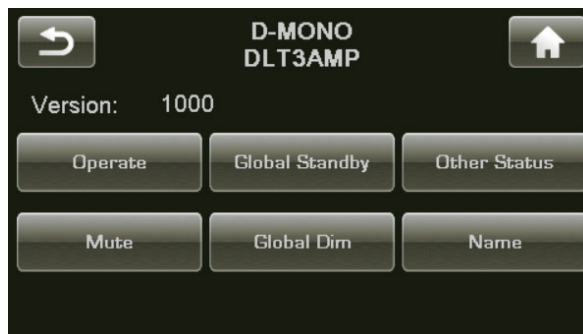 D-MONO
DLT3AMP
Version: 1000
Operate Global Standby Other Status
Mute Global Dim Name